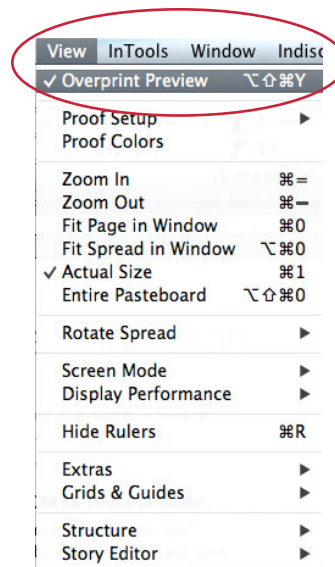 View InTools Window Indisc
✓ Overprint Preview ⌥⇧⌘Y
Proof Setup ▶
Proof Colors
Zoom In ⌘=
Zoom Out ⌘−
Fit Page in Window ⌘0
Fit Spread in Window ⌥⌘0
✓ Actual Size ⌘1
Entire Pasteboard ⌥⇧⌘0
Rotate Spread ▶
Screen Mode ▶
Display Performance ▶
Hide Rulers ⌘R
Extras ▶
Grids & Guides ▶
Structure ▶
Story Editor ▶